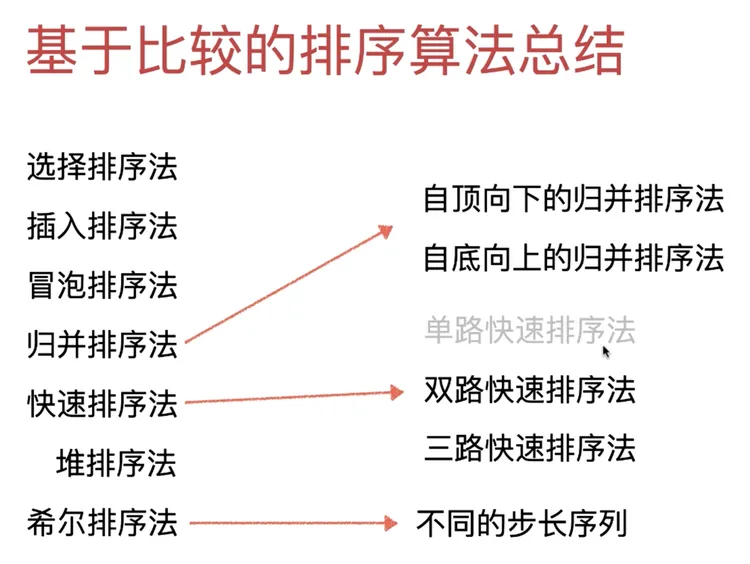 基于比较的排序算法总结
选择排序法
插入排序法
冒泡排序法
归并排序法
快速排序法
堆排序法
希尔排序法
自顶向下的归并排序法
自底向上的归并排序法
单路快速排序法
双路快速排序法
三路快速排序法
不同的步长序列